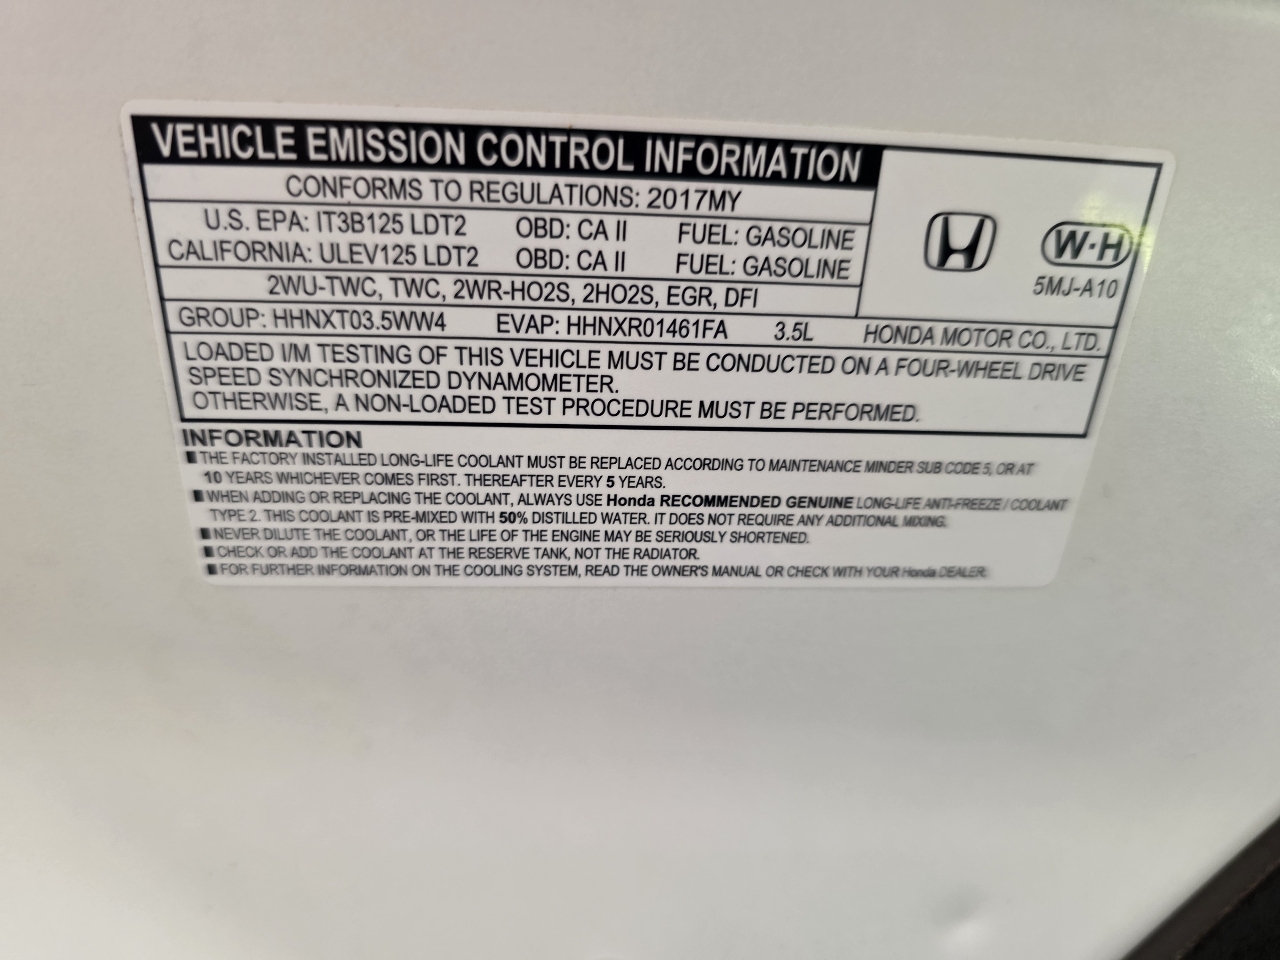 VEHICLE EMISSION CONTROL INFORMATION
CONFORMS TO REGULATIONS: 2017MY
U.S. EPA: IT3B125 LDT2 OBD: CA II FUEL: GASOLINE
CALIFORNIA: ULEV125 LDT2 OBD: CA II FUEL: GASOLINE
2WU-TWC, TWC, 2WR-HO2S, 2HO2S, EGR, DFI
W·H
5MJ-A10
GROUP: HHNXT03.5WW4 EVAP: HHNXR01461FA 3.5L HONDA MOTOR CO., LTD.
LOADED I/M TESTING OF THIS VEHICLE MUST BE CONDUCTED ON A FOUR-WHEEL DRIVE
SPEED SYNCHRONIZED DYNAMOMETER.
OTHERWISE, A NON-LOADED TEST PROCEDURE MUST BE PERFORMED.
INFORMATION
■ THE FACTORY INSTALLED LONG-LIFE COOLANT MUST BE REPLACED ACCORDING TO MAINTENANCE MINDER SUB CODE 5, OR AT
10 YEARS WHICHEVER COMES FIRST. THEREAFTER EVERY 5 YEARS.
■ WHEN ADDING OR REPLACING THE COOLANT, ALWAYS USE Honda RECOMMENDED GENUINE LONG-LIFE ANTI-FREEZE / COOLANT
TYPE 2. THIS COOLANT IS PRE-MIXED WITH 50% DISTILLED WATER. IT DOES NOT REQUIRE ANY ADDITIONAL MIXING.
■ NEVER DILUTE THE COOLANT, OR THE LIFE OF THE ENGINE MAY BE SERIOUSLY SHORTENED.
■ CHECK OR ADD THE COOLANT AT THE RESERVE TANK, NOT THE RADIATOR.
■ FOR FURTHER INFORMATION ON THE COOLING SYSTEM, READ THE OWNER'S MANUAL OR CHECK WITH YOUR Honda DEALER.